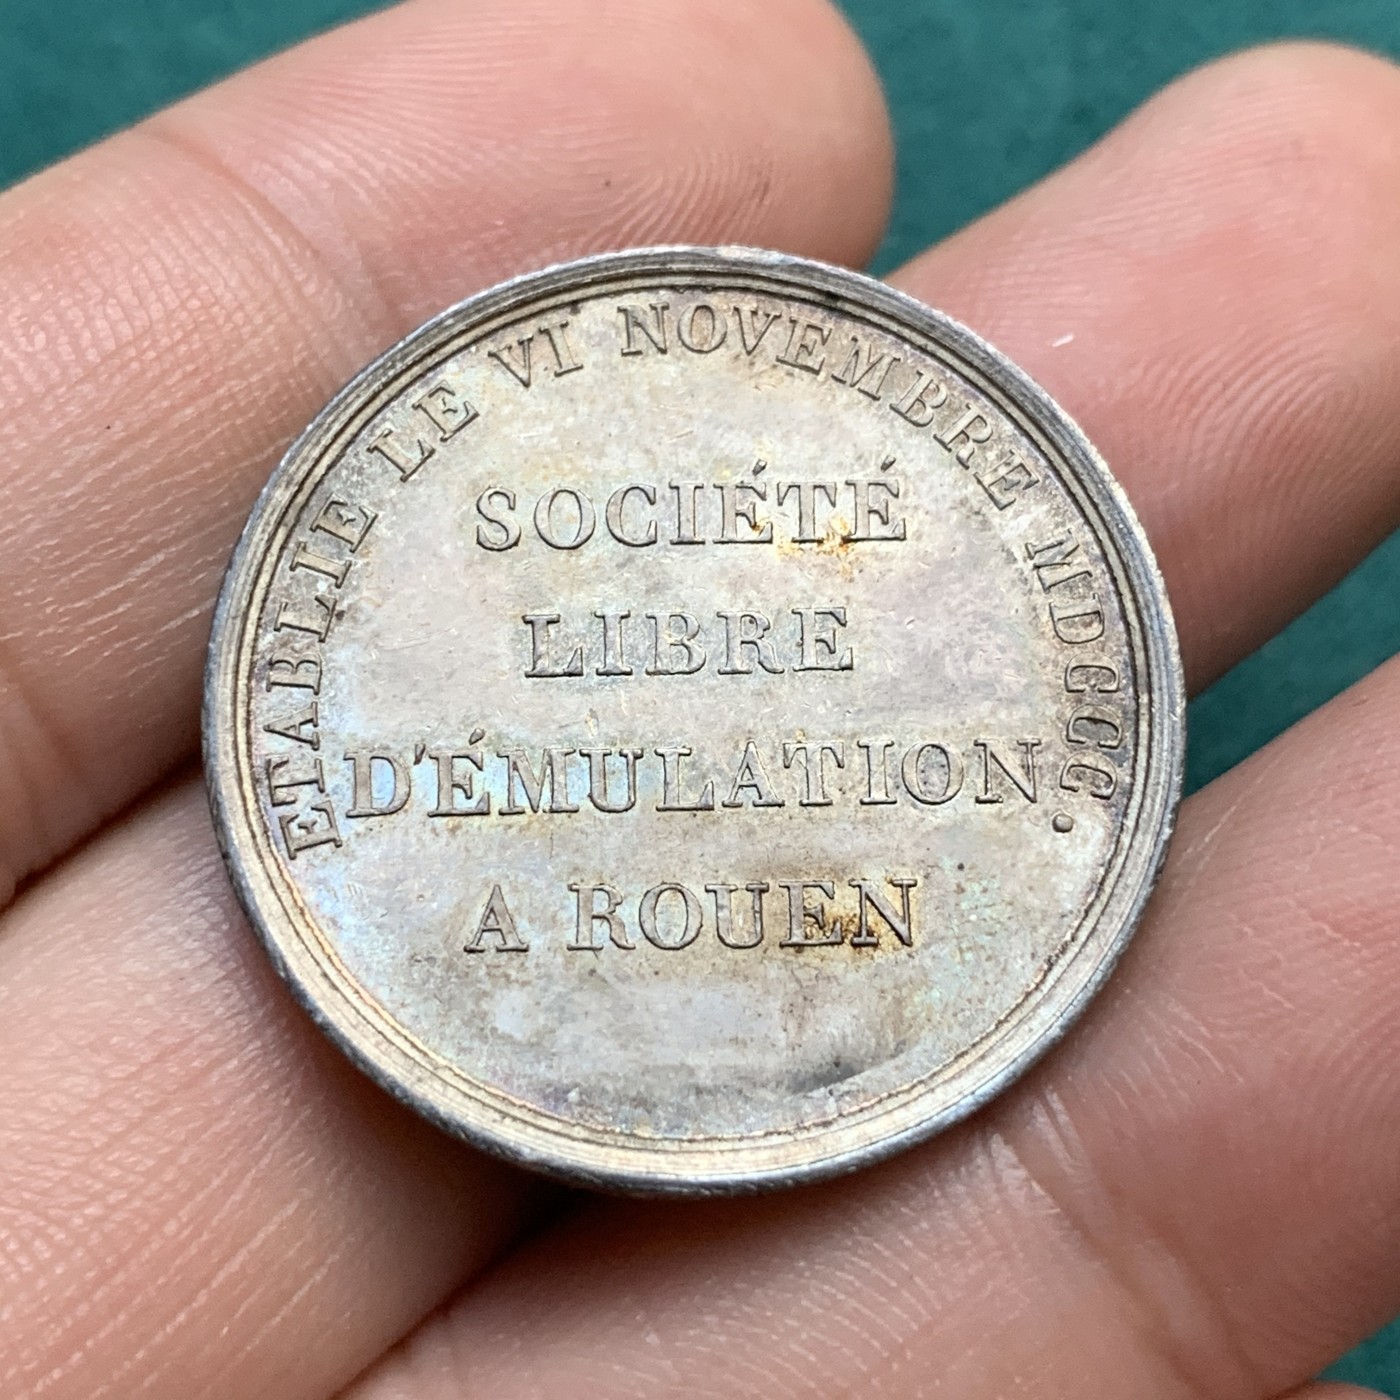 ETABLIE LE VI NOVEMBRE MDCCC.
SOCIÉTÉ
LIBRE
D'ÉMULATION
A ROUEN